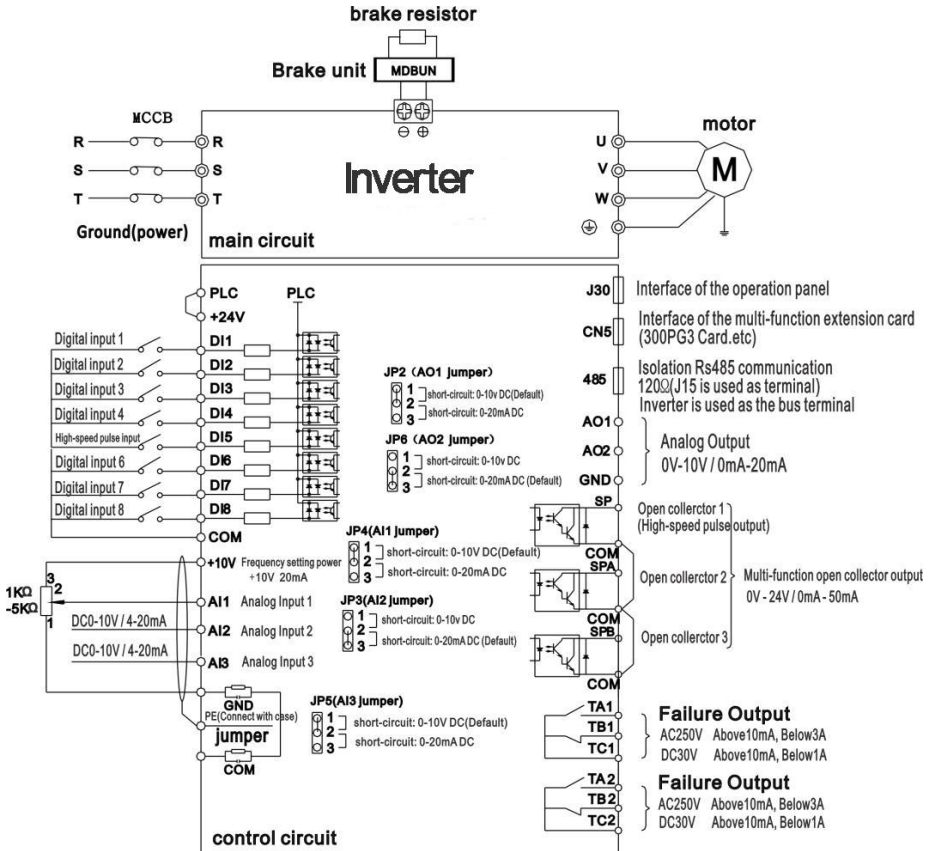 brake resistor
Brake unit
MDBUN
⊖ ⊕
MCCB
R
R
S
S
T
T
Ground(power)
main circuit
Inverter
U
V
W
motor
M
PLC
+24V
PLC
Digital input 1
DI1
Digital input 2
DI2
Digital input 3
DI3
Digital input 4
DI4
High-speed pulse input
DI5
Digital input 6
DI6
Digital input 7
DI7
Digital input 8
DI8
COM
+10V Frequency setting power
+10V 20mA
3
2
1
1KΩ
-5KΩ
AI1 Analog Input 1
DC0-10V / 4-20mA
AI2 Analog Input 2
DC0-10V / 4-20mA
AI3 Analog Input 3
GND
PE(Connect with case)
jumper
COM
control circuit
JP2 (AO1 jumper)
1
2
3
short-circuit: 0-10v DC(Default)
short-circuit: 0-20mA DC
JP6 (AO2 jumper)
1
2
3
short-circuit: 0-10v DC
short-circuit: 0-20mA DC (Default)
JP4(AI1 jumper)
1
2
3
short-circuit: 0-10V DC(Default)
short-circuit: 0-20mA DC
JP3(AI2 jumper)
1
2
3
short-circuit: 0-10v DC
short-circuit: 0-20mA DC (Default)
JP5(AI3 jumper)
1
2
3
short-circuit: 0-10V DC(Default)
short-circuit: 0-20mA DC
J30 Interface of the operation panel
CN5 Interface of the multi-function extension card
(300PG3 Card.etc)
485 Isolation Rs485 communication
120Ω(J15 is used as terminal)
Inverter is used as the bus terminal
AO1
AO2
GND
Analog Output
0V-10V / 0mA-20mA
SP
COM
Open collerctor 1
(High-speed pulse output)
SPA
COM
Open collerctor 2
SPB
COM
Open collerctor 3
Multi-function open collector output
0V - 24V / 0mA - 50mA
TA1
TB1
TC1
Failure Output
AC250V Above10mA, Below3A
DC30V Above10mA, Below1A
TA2
TB2
TC2
Failure Output
AC250V Above10mA, Below3A
DC30V Above10mA, Below1A